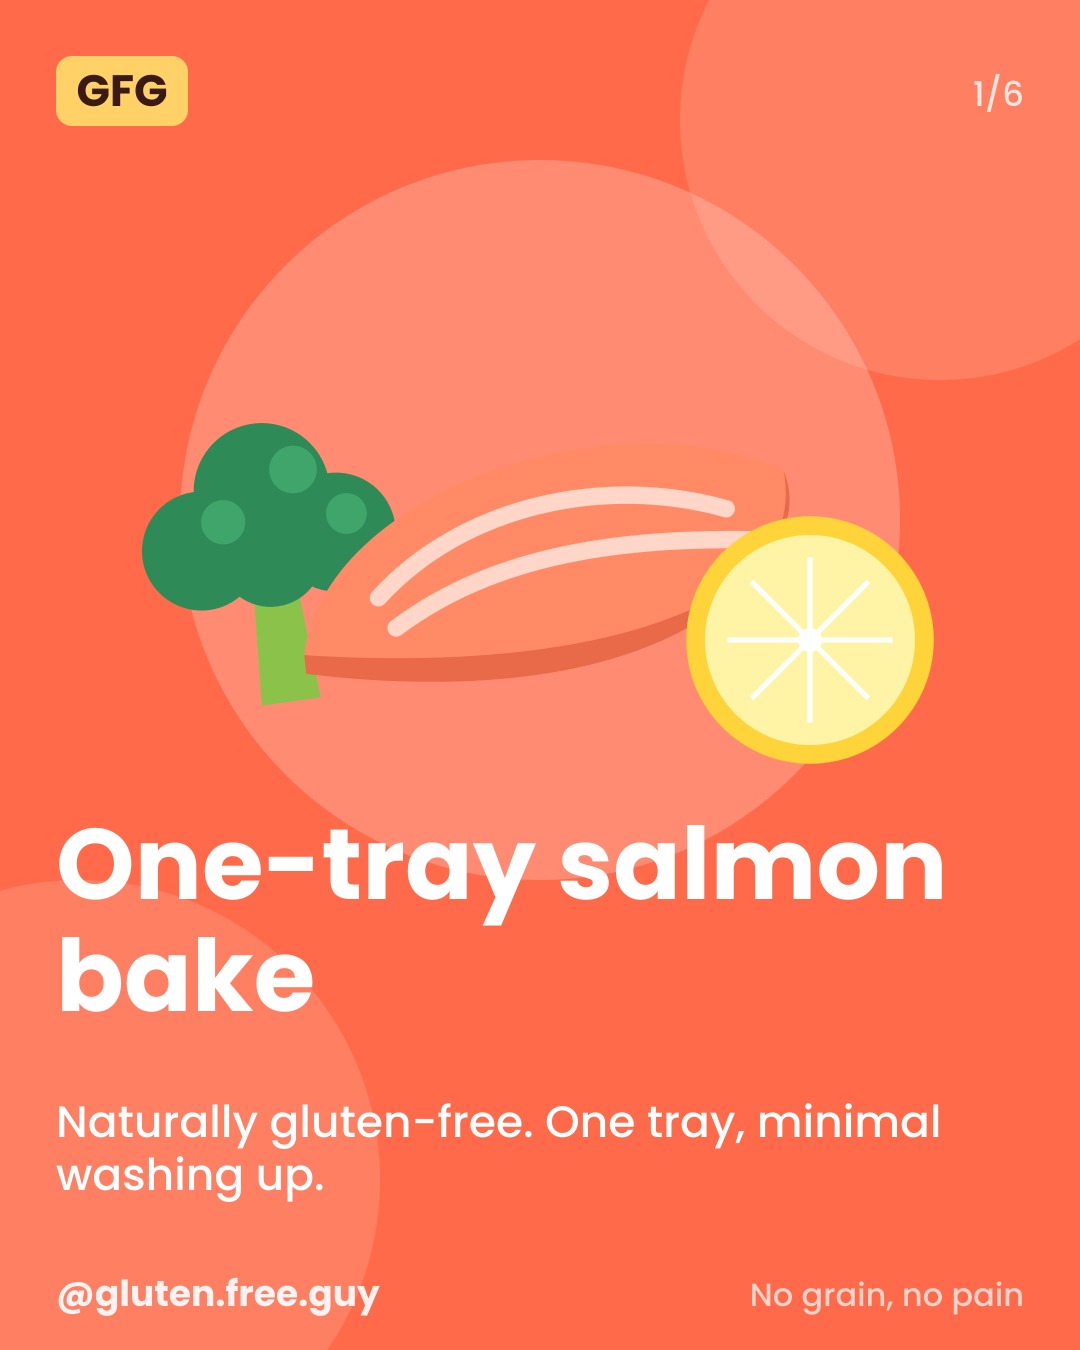 GFG
1/6
One-tray salmon
bake
Naturally gluten-free. One tray, minimal
washing up.
@gluten.free.guy
No grain, no pain